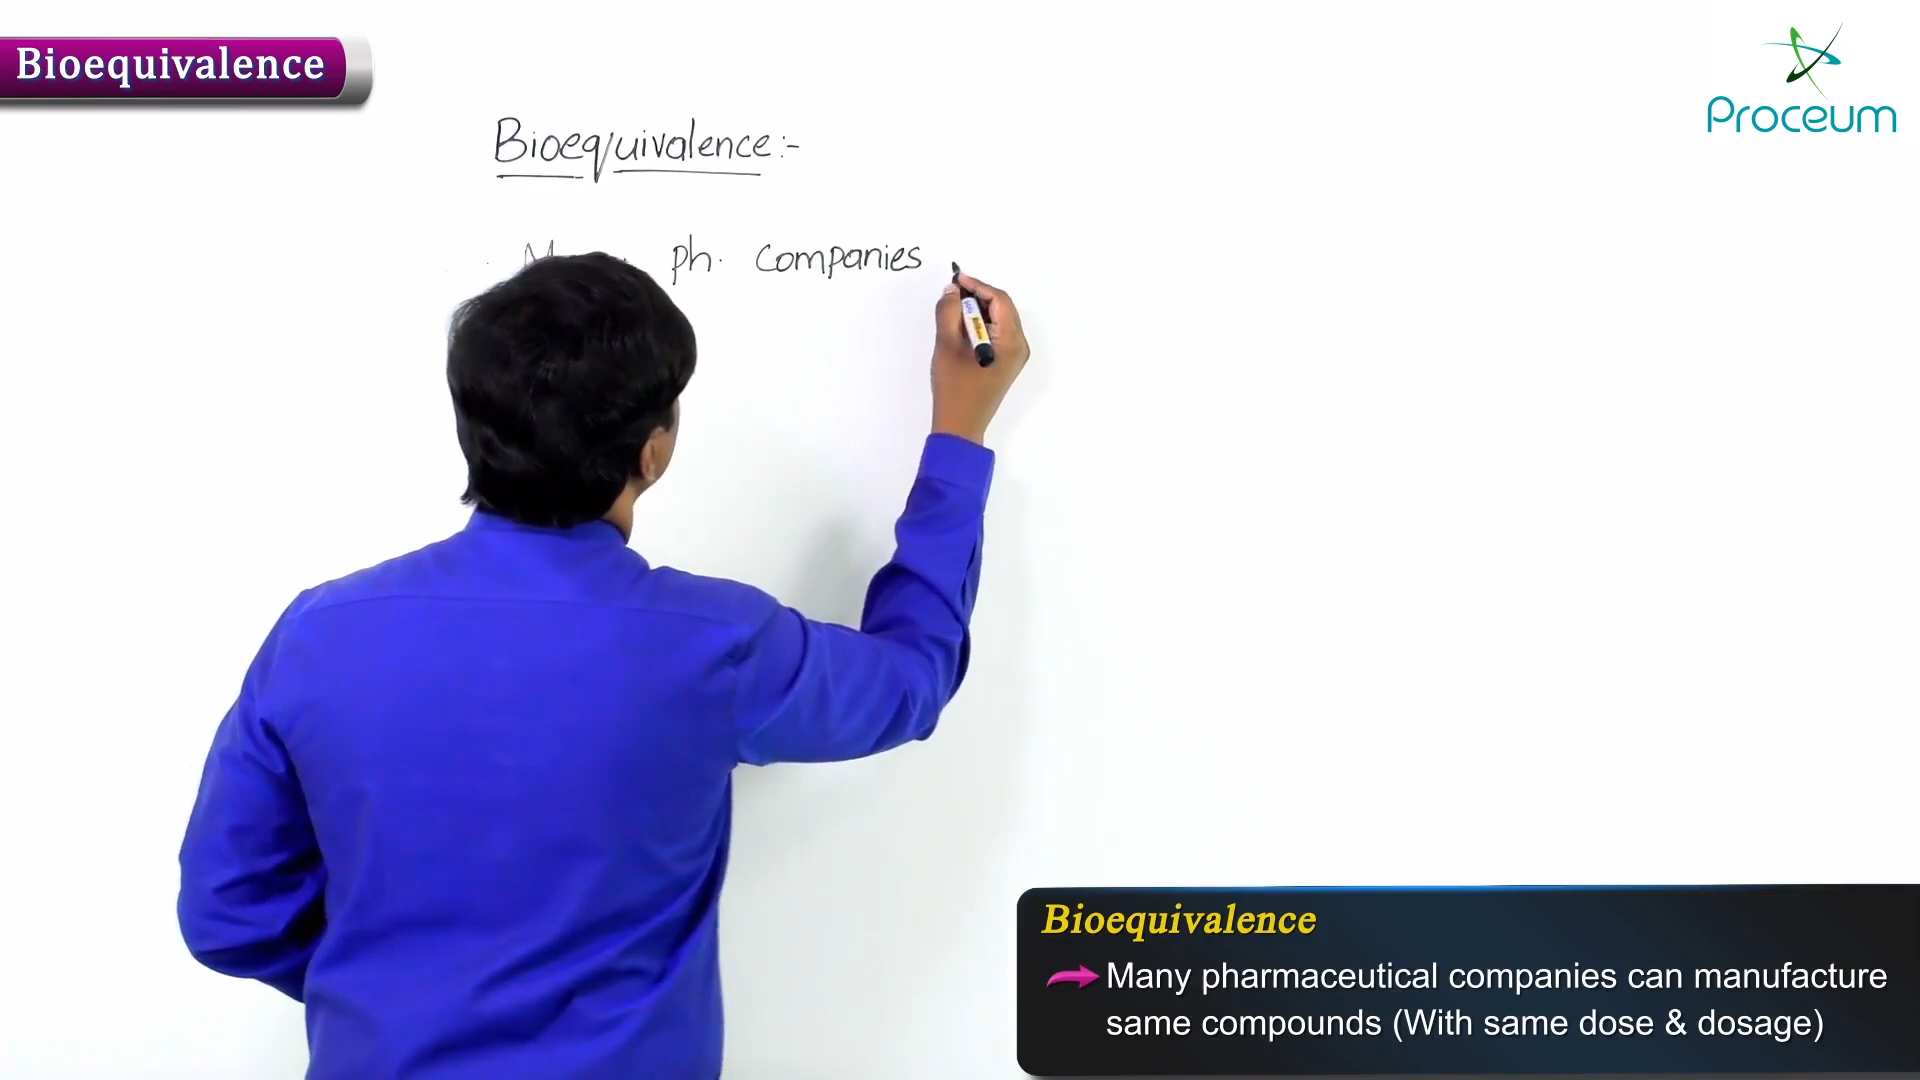 Bioequivalence
Proceum
Bioequivalence :-
ph. Companies
Bioequivalence
Many pharmaceutical companies can manufacture
same compounds (With same dose & dosage)